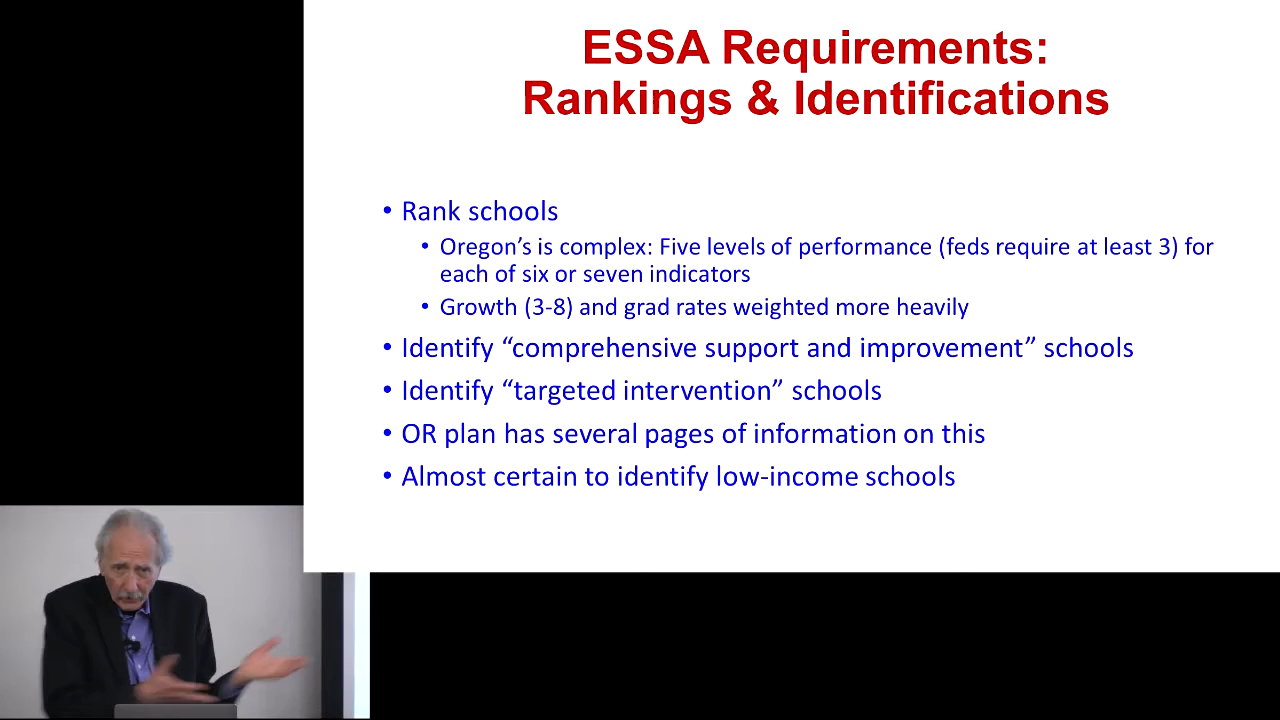 ESSA Requirements:
Rankings & Identifications
• Rank schools
• Oregon’s is complex: Five levels of performance (feds require at least 3) for
each of six or seven indicators
• Growth (3-8) and grad rates weighted more heavily
• Identify “comprehensive support and improvement” schools
• Identify “targeted intervention” schools
• OR plan has several pages of information on this
• Almost certain to identify low-income schools